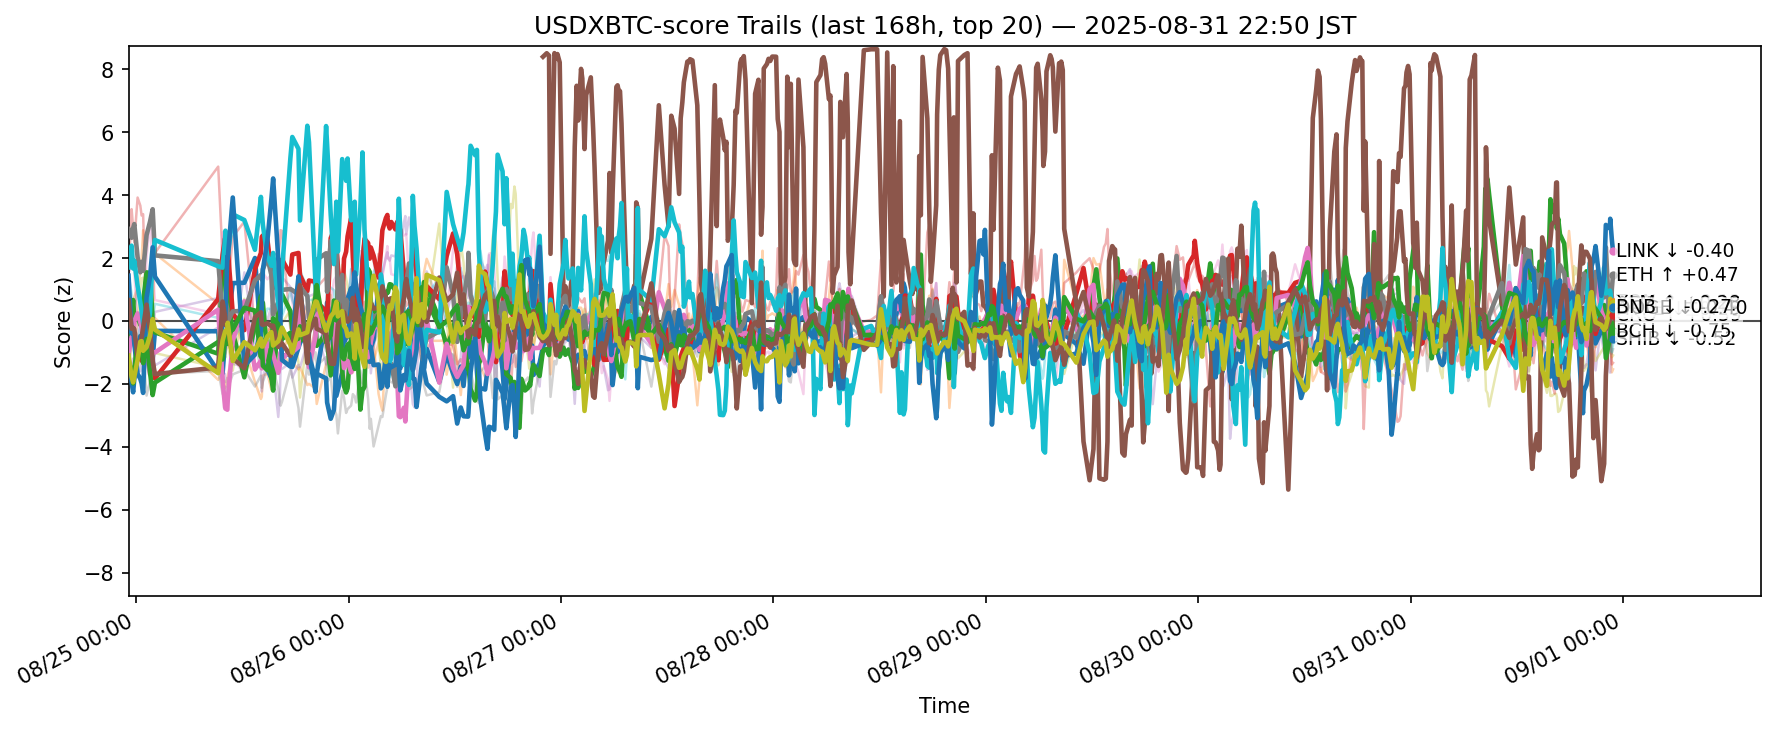 USDXBTC-score Trails (last 168h, top 20) — 2025-08-31 22:50 JST
Score (z)
8
6
4
2
0
−2
−4
−6
−8
LINK ↓ -0.40
ETH ↑ +0.47
BNB ↓
BCH ↓ -0.75
SHIB ↓ -0.52
08/25 00:00
08/26 00:00
08/27 00:00
08/28 00:00
08/29 00:00
08/30 00:00
08/31 00:00
09/01 00:00
Time